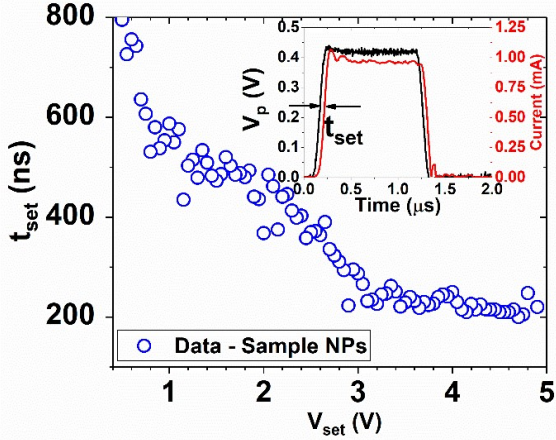 800
600
400
200
t_set (ns)
1 2 3 4 5
V_set (V)
Data - Sample NPs
0.5
0.4
0.3
0.2
0.1
0.0
V_p (V)
t_set
1.25
1.00
0.75
0.50
0.25
0.00
Current (mA)
0.0 0.5 1.0 1.5 2.0
Time (μs)